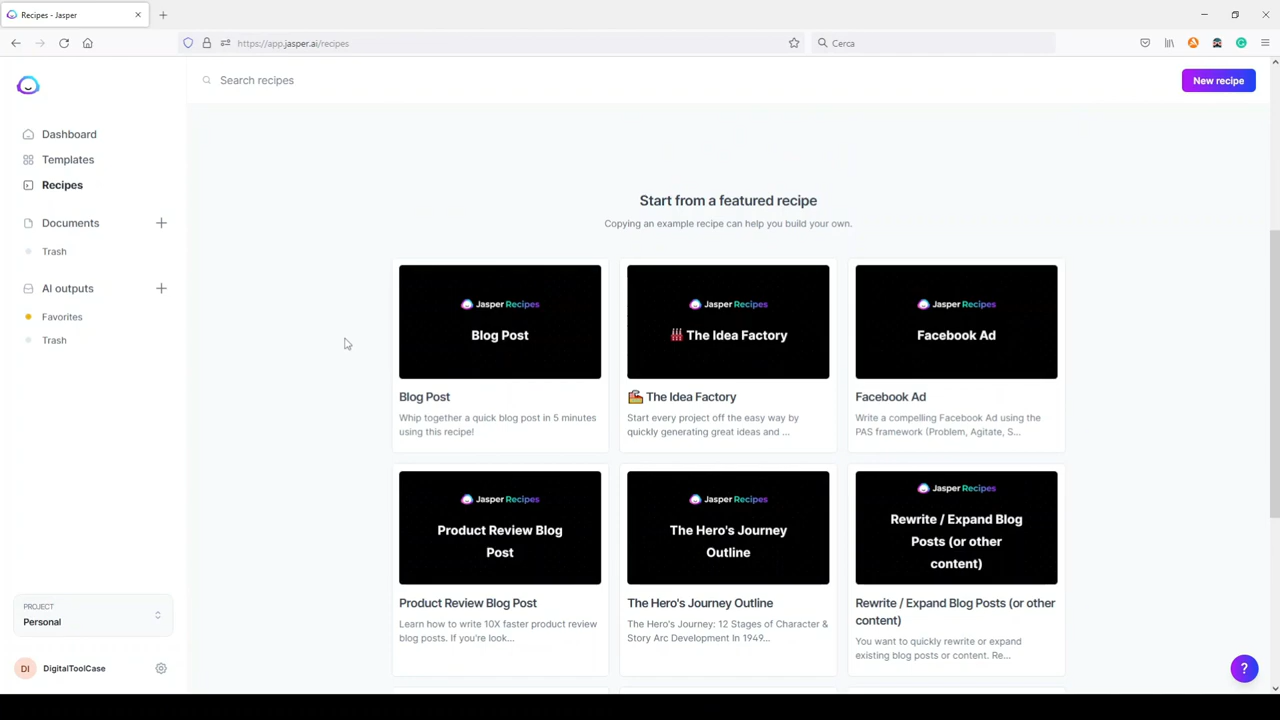 Recipes - Jasper
https://app.jasper.ai/recipes
Cerca
Search recipes
New recipe
Dashboard
Templates
Recipes
Documents
Trash
AI outputs
Favorites
Trash
PROJECT
Personal
DI
DigitalToolCase
Start from a featured recipe
Copying an example recipe can help you build your own.
Jasper Recipes
Blog Post
Blog Post
Whip together a quick blog post in 5 minutes
using this recipe!
Jasper Recipes
The Idea Factory
The Idea Factory
Start every project off the easy way by
quickly generating great ideas and ...
Jasper Recipes
Facebook Ad
Facebook Ad
Write a compelling Facebook Ad using the
PAS framework (Problem, Agitate, S...
Jasper Recipes
Product Review Blog
Post
Product Review Blog Post
Learn how to write 10X faster product review
blog posts. If you're look...
Jasper Recipes
The Hero's Journey
Outline
The Hero's Journey Outline
The Hero's Journey: 12 Stages of Character &
Story Arc Development In 1949...
Jasper Recipes
Rewrite / Expand Blog
Posts (or other
content)
Rewrite / Expand Blog Posts (or other
content)
You want to quickly rewrite or expand
existing blog posts or content. Re...
?